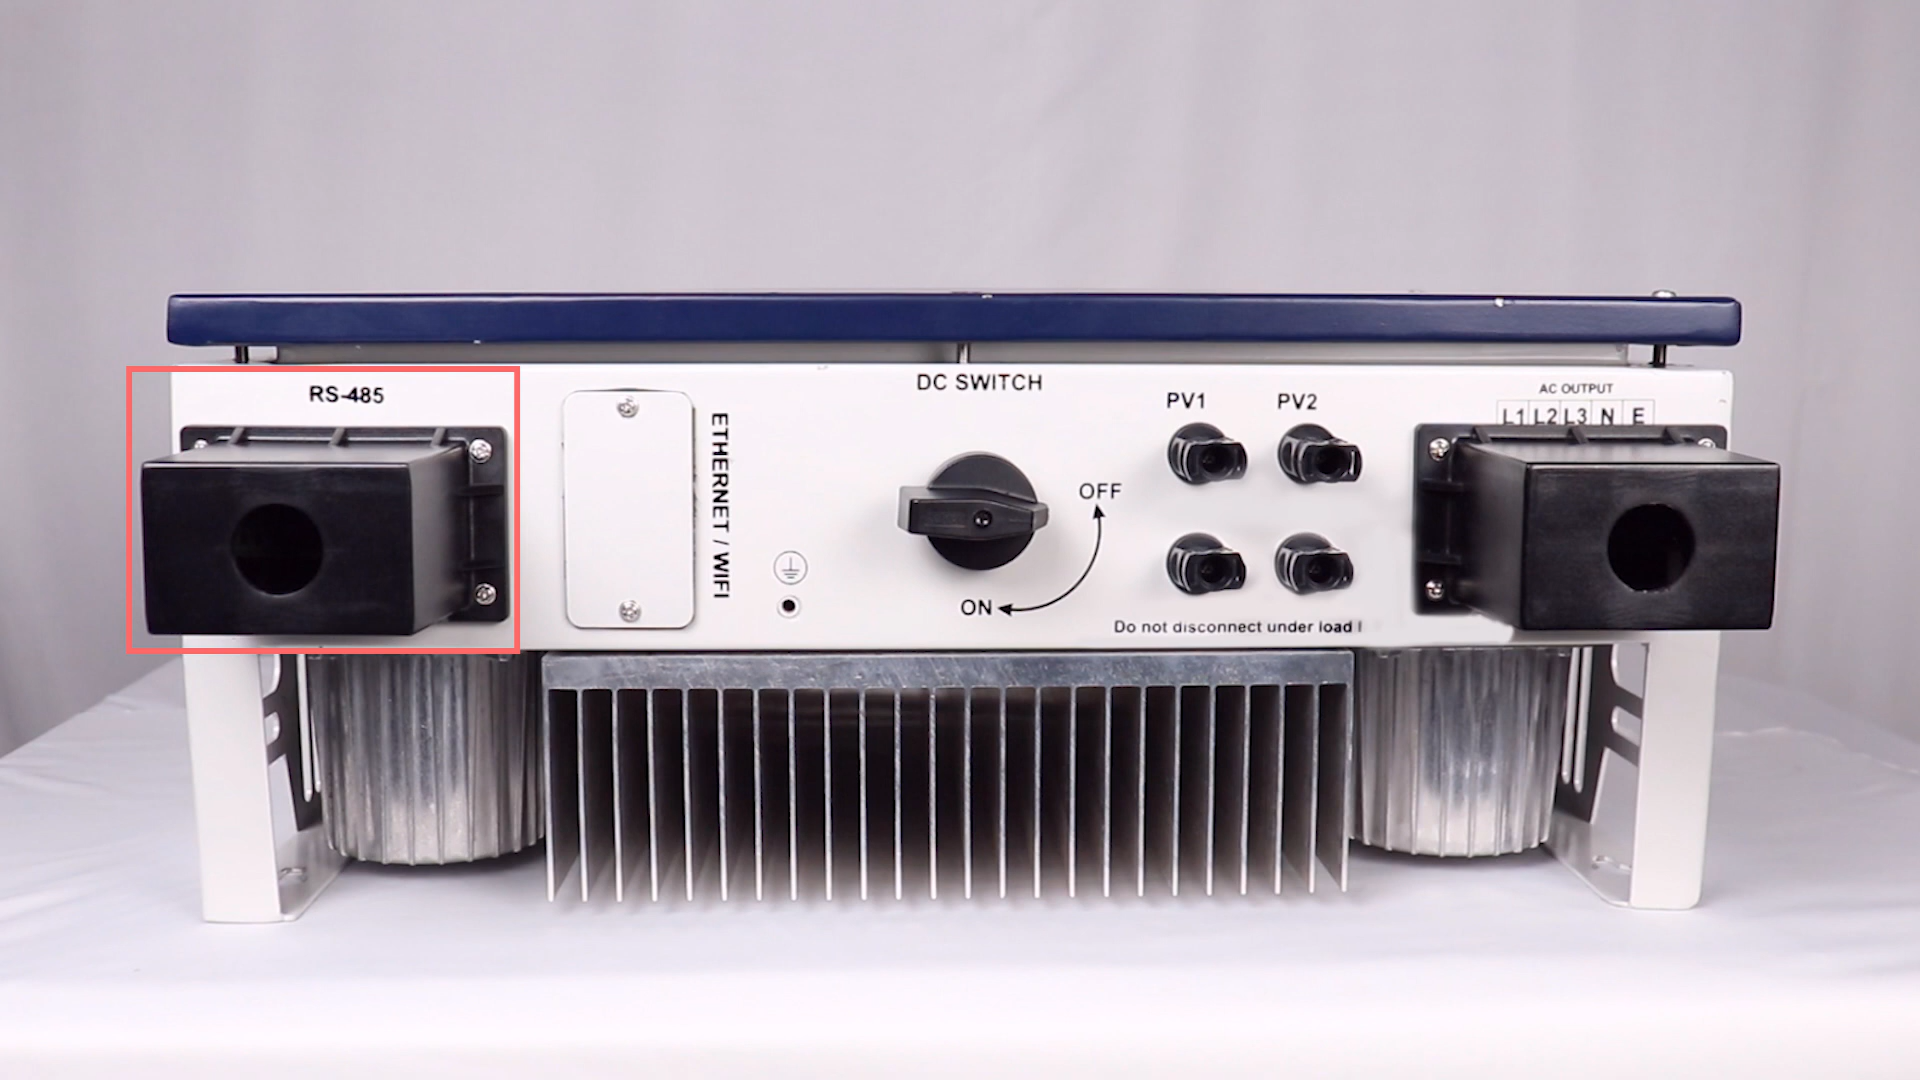 RS-485
ETHERNET / WIFI
DC SWITCH
OFF
ON
PV1
PV2
Do not disconnect under load !
AC OUTPUT
L1 L2 L3 N E